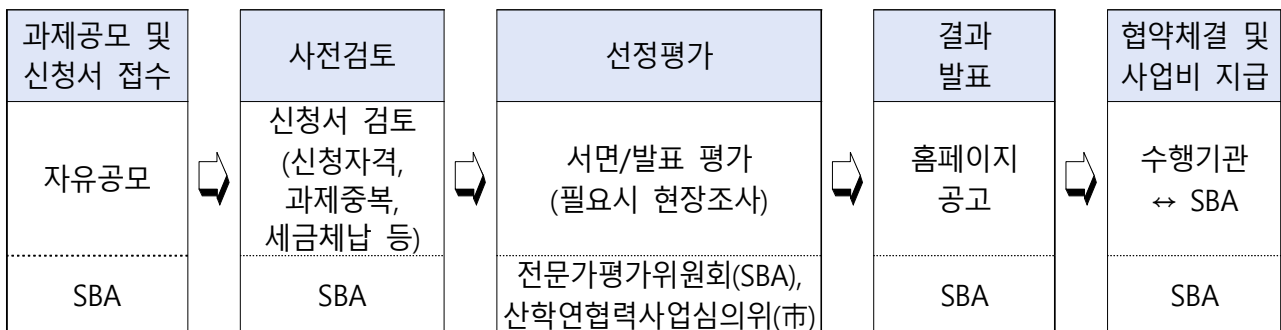 과제공모 및
신청서 접수
자유공모
SBA
사전검토
신청서 검토
(신청자격,
과제중복,
세금체납 등)
SBA
선정평가
서면/발표 평가
(필요시 현장조사)
전문가평가위원회(SBA),
산학연협력사업심의위(市)
결과
발표
홈페이지
공고
SBA
협약체결 및
사업비 지급
수행기관
↔ SBA
SBA